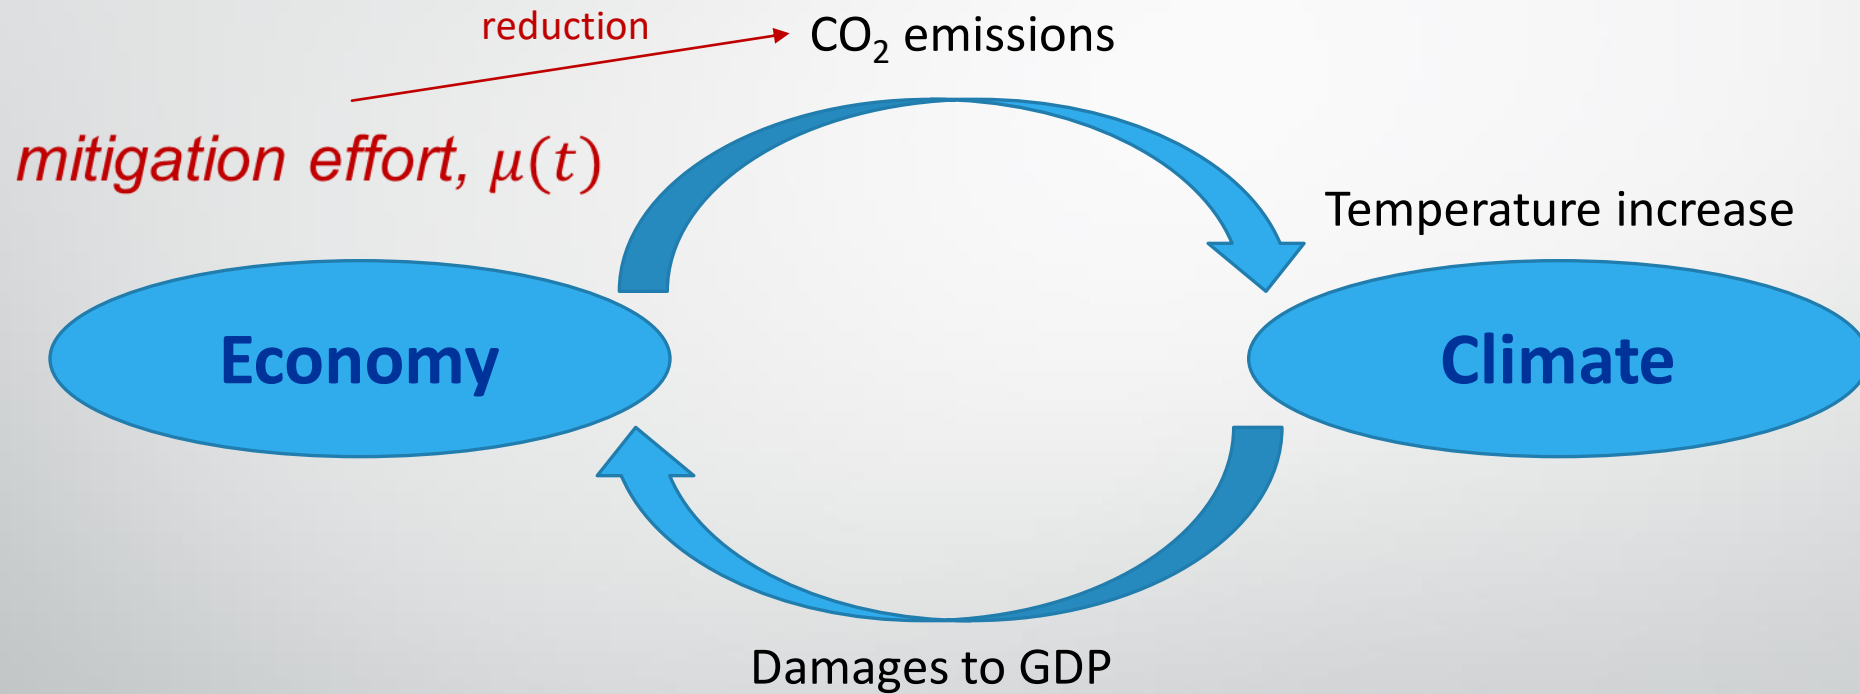 reduction
CO₂ emissions
mitigation effort, μ(t)
Temperature increase
Economy
Climate
Damages to GDP